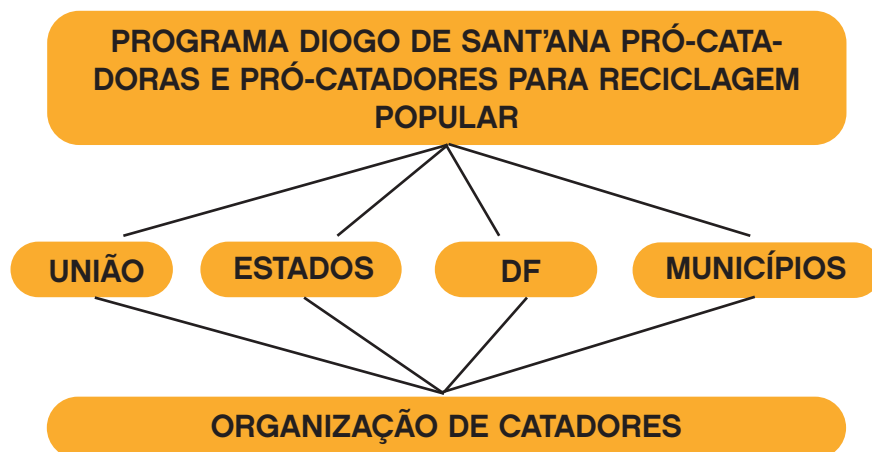 PROGRAMA DIOGO DE SANT’ANA PRÓ-CATA-
DORAS E PRÓ-CATADORES PARA RECICLAGEM
POPULAR
UNIÃO
ESTADOS
DF
MUNICÍPIOS
ORGANIZAÇÃO DE CATADORES